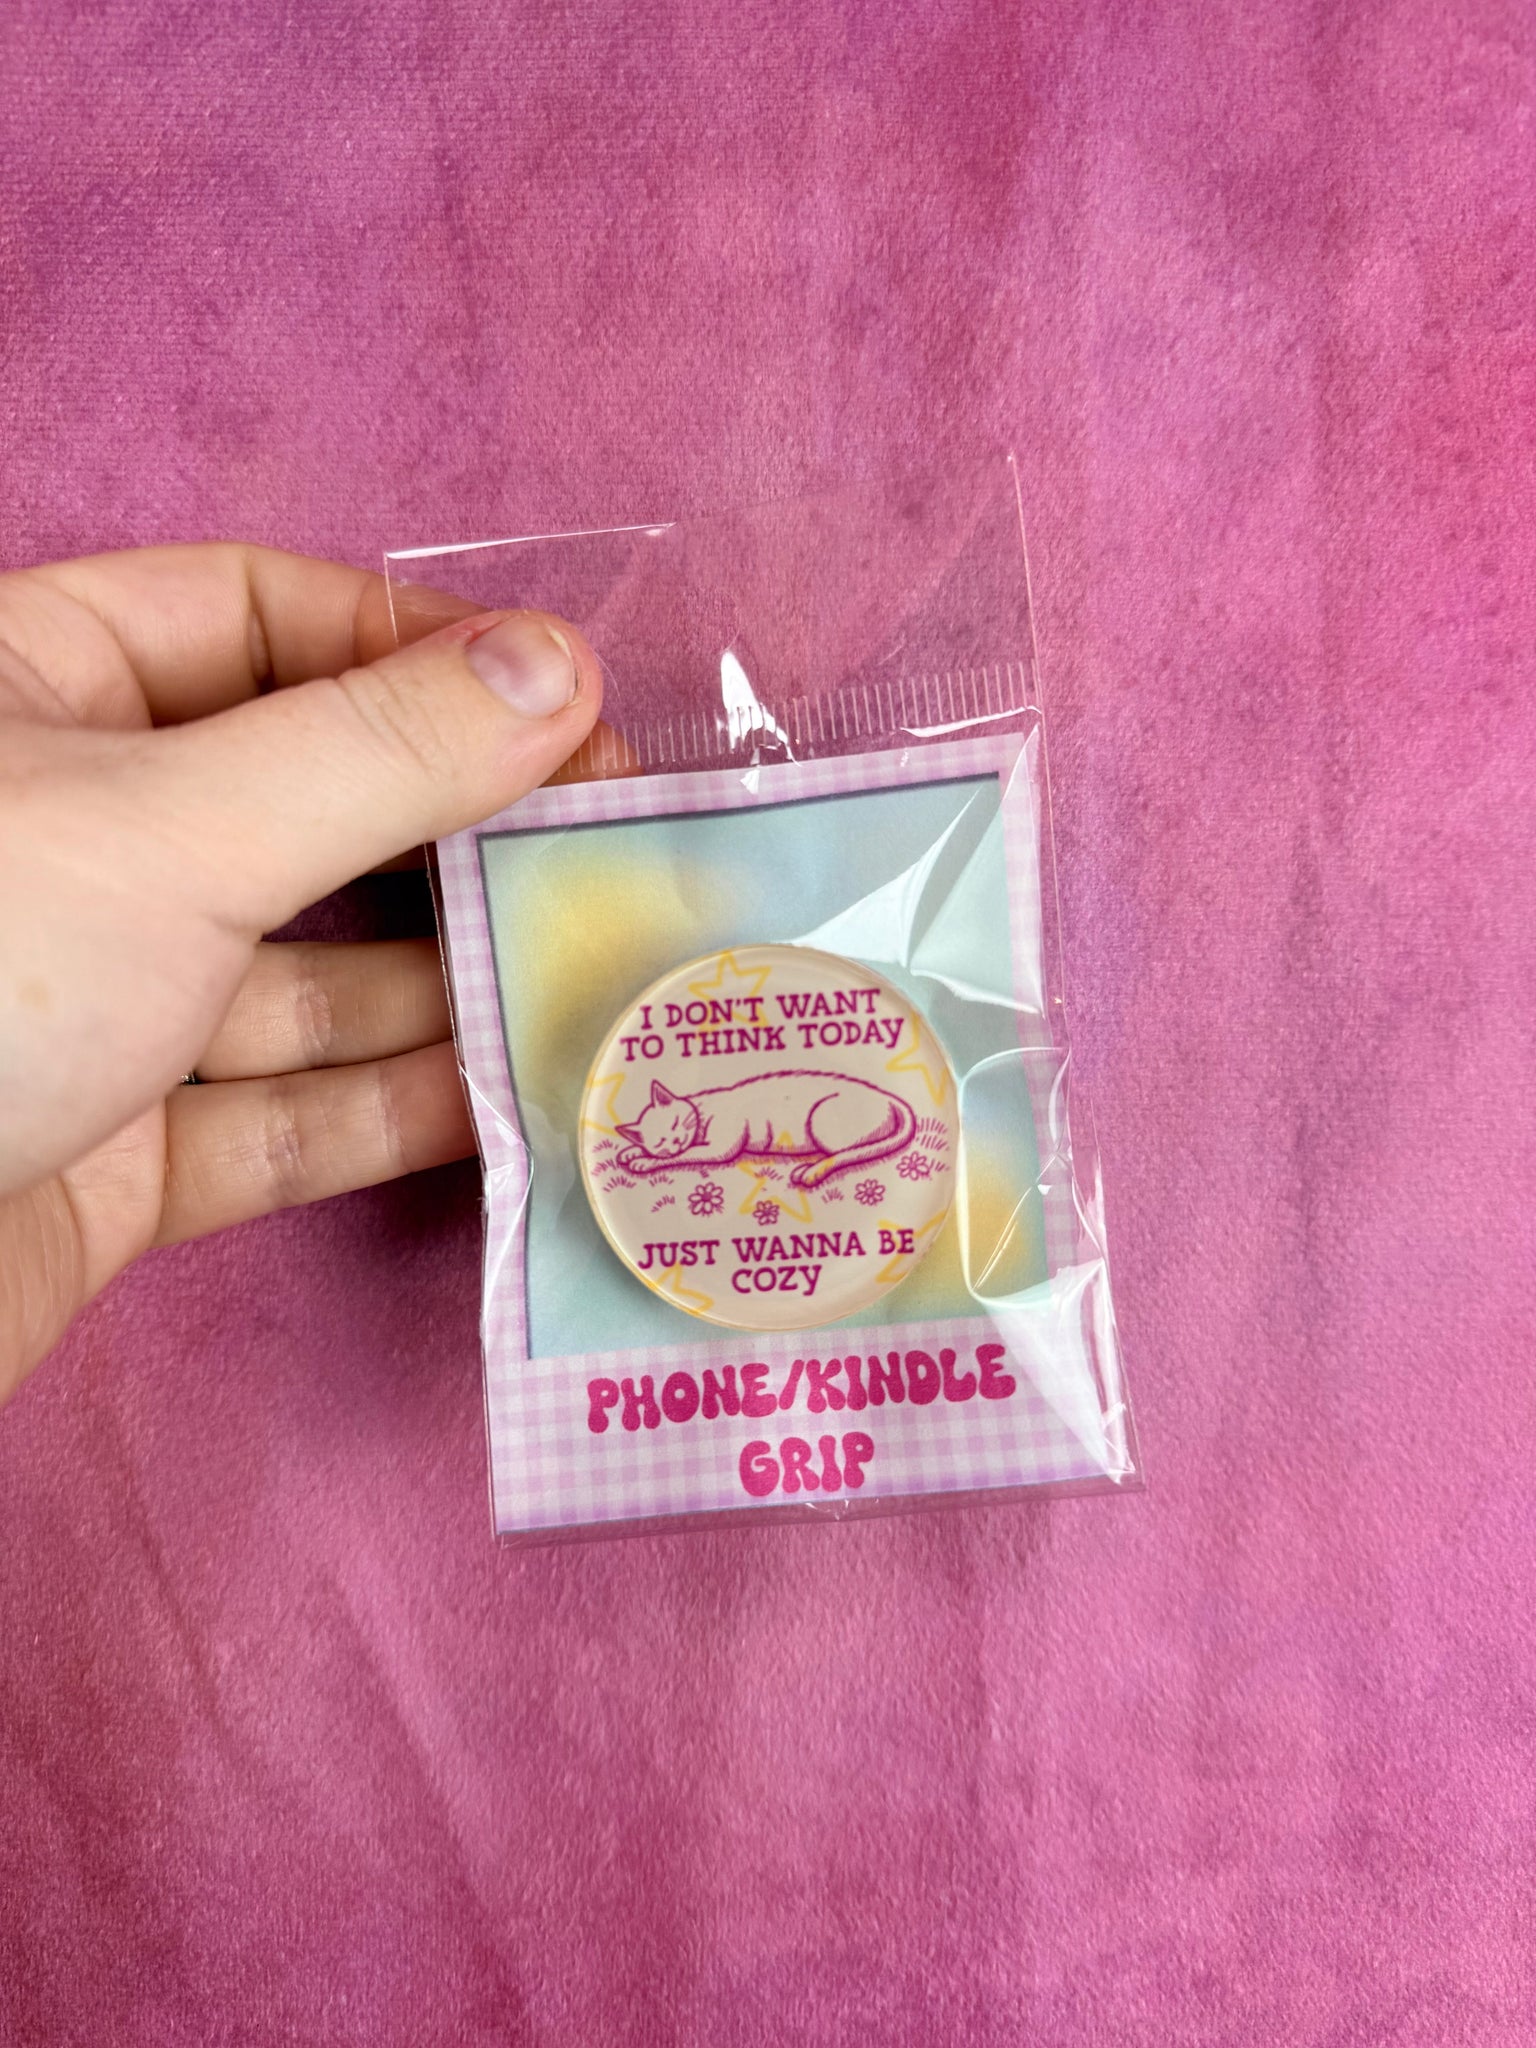 I DON'T WANT
TO THINK TODAY
JUST WANNA BE
COZY
PHONE/KINDLE
GRIP